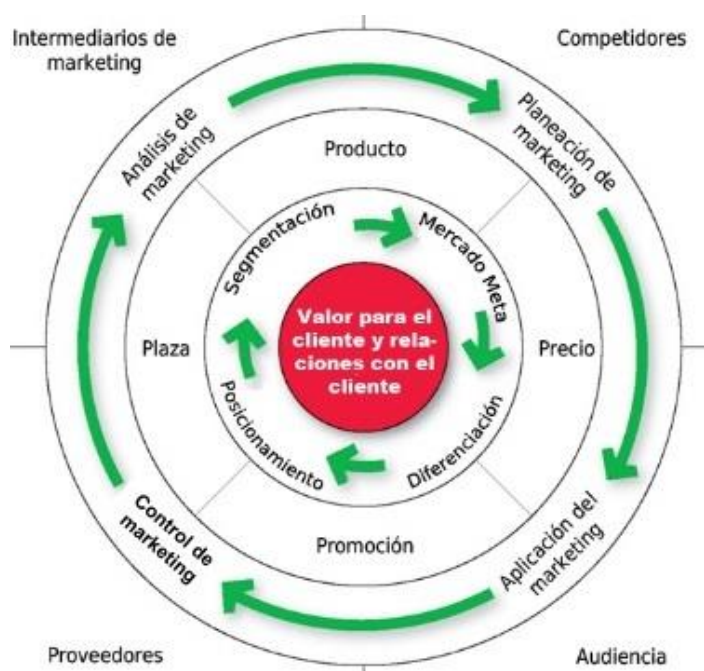 Intermediarios de
marketing
Competidores
Análisis de
marketing
Planeación de
marketing
Producto
Segmentación
Mercado Meta
Valor para el
cliente y rela-
ciones con el
cliente
Plaza
Precio
Posicionamiento
Diferenciación
Control de
marketing
Promoción
Aplicación del
marketing
Proveedores
Audiencia